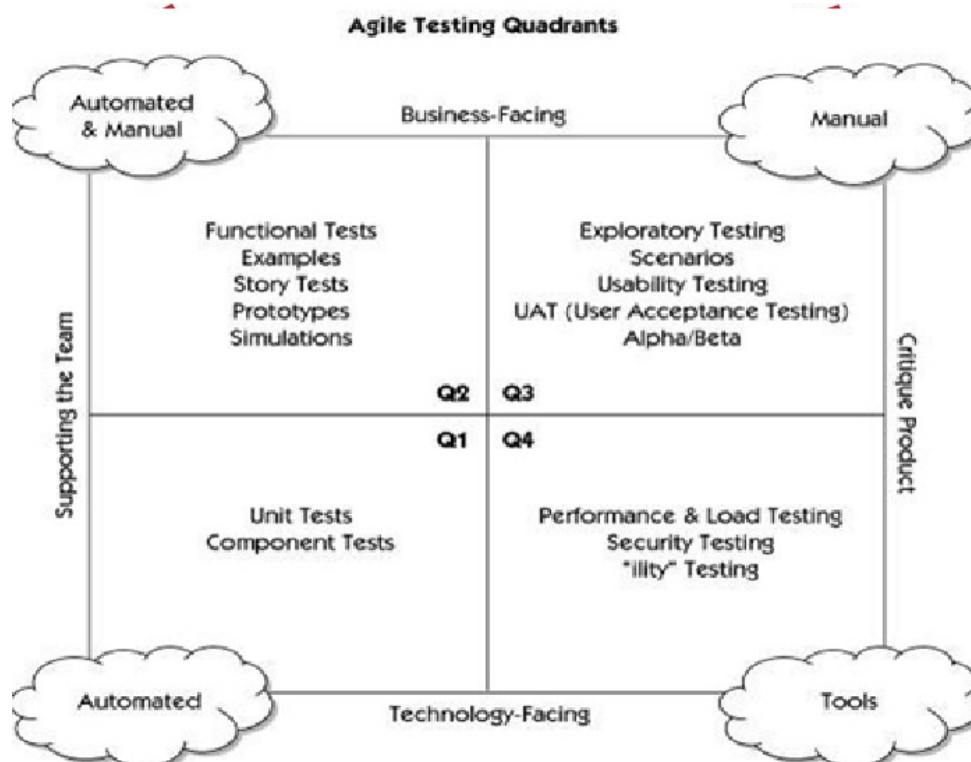 Agile Testing Quadrants
Automated
& Manual
Business-Facing
Manual
Functional Tests
Examples
Story Tests
Prototypes
Simulations
Exploratory Testing
Scenarios
Usability Testing
UAT (User Acceptance Testing)
Alpha/Beta
Supporting the Team
Critique Product
Q2
Q3
Q1
Q4
Unit Tests
Component Tests
Performance & Load Testing
Security Testing
"ility" Testing
Automated
Technology-Facing
Tools